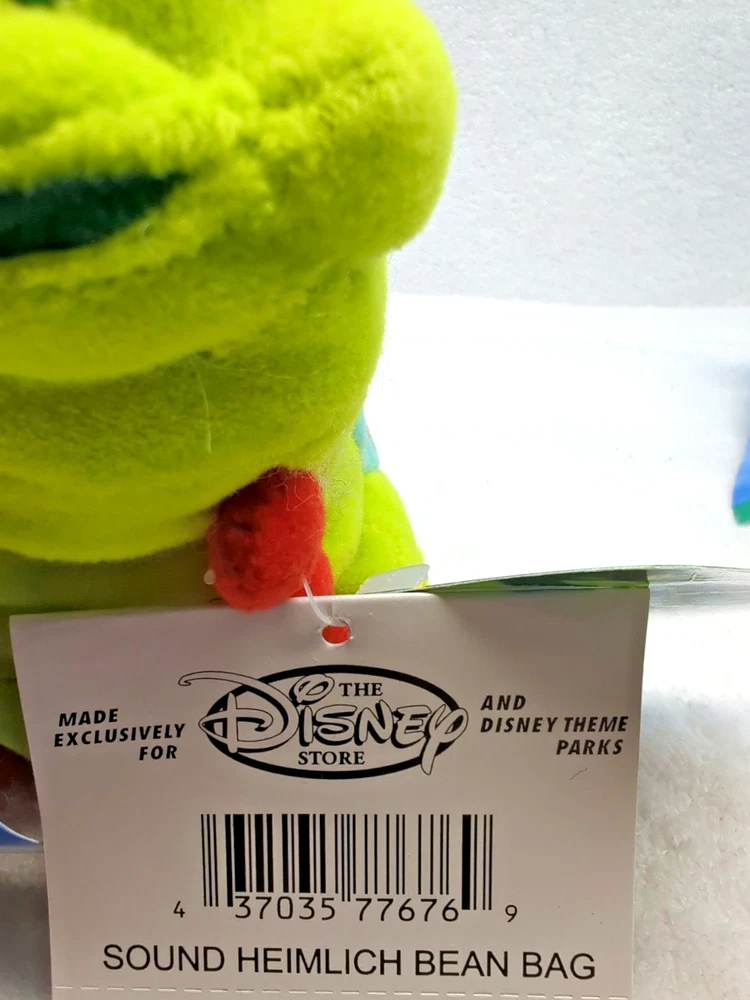 MADE
EXCLUSIVELY
FOR
THE
DISNEY
STORE
AND
DISNEY THEME
PARKS
4 37035 77676 9
SOUND HEIMLICH BEAN BAG